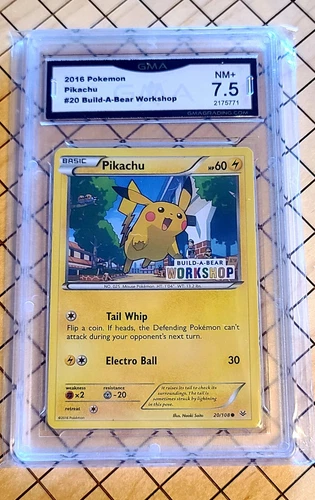 GMA
2016 Pokemon
Pikachu
#20 Build-A-Bear Workshop
NM+
7.5
2175771
GMAGRADING.COM
BASIC
Pikachu
HP60
BUILD-A-BEAR
WORKSHOP
NO. 025 Mouse Pokémon HT: 1'04" WT: 13.2 lbs.
Tail Whip
Flip a coin. If heads, the Defending Pokémon can't
attack during your opponent's next turn.
Electro Ball 30
weakness
×2
resistance
-20
retreat
It raises its tail to check its
surroundings. The tail is
sometimes struck by lightning
in this pose.
©2016 Pokémon
Illus. Naoki Saito
20/108